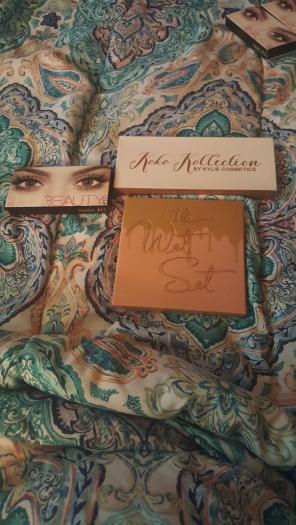 Koko Kollection
BY KYLIE COSMETICS
BEAUTY
The
Wet
Set